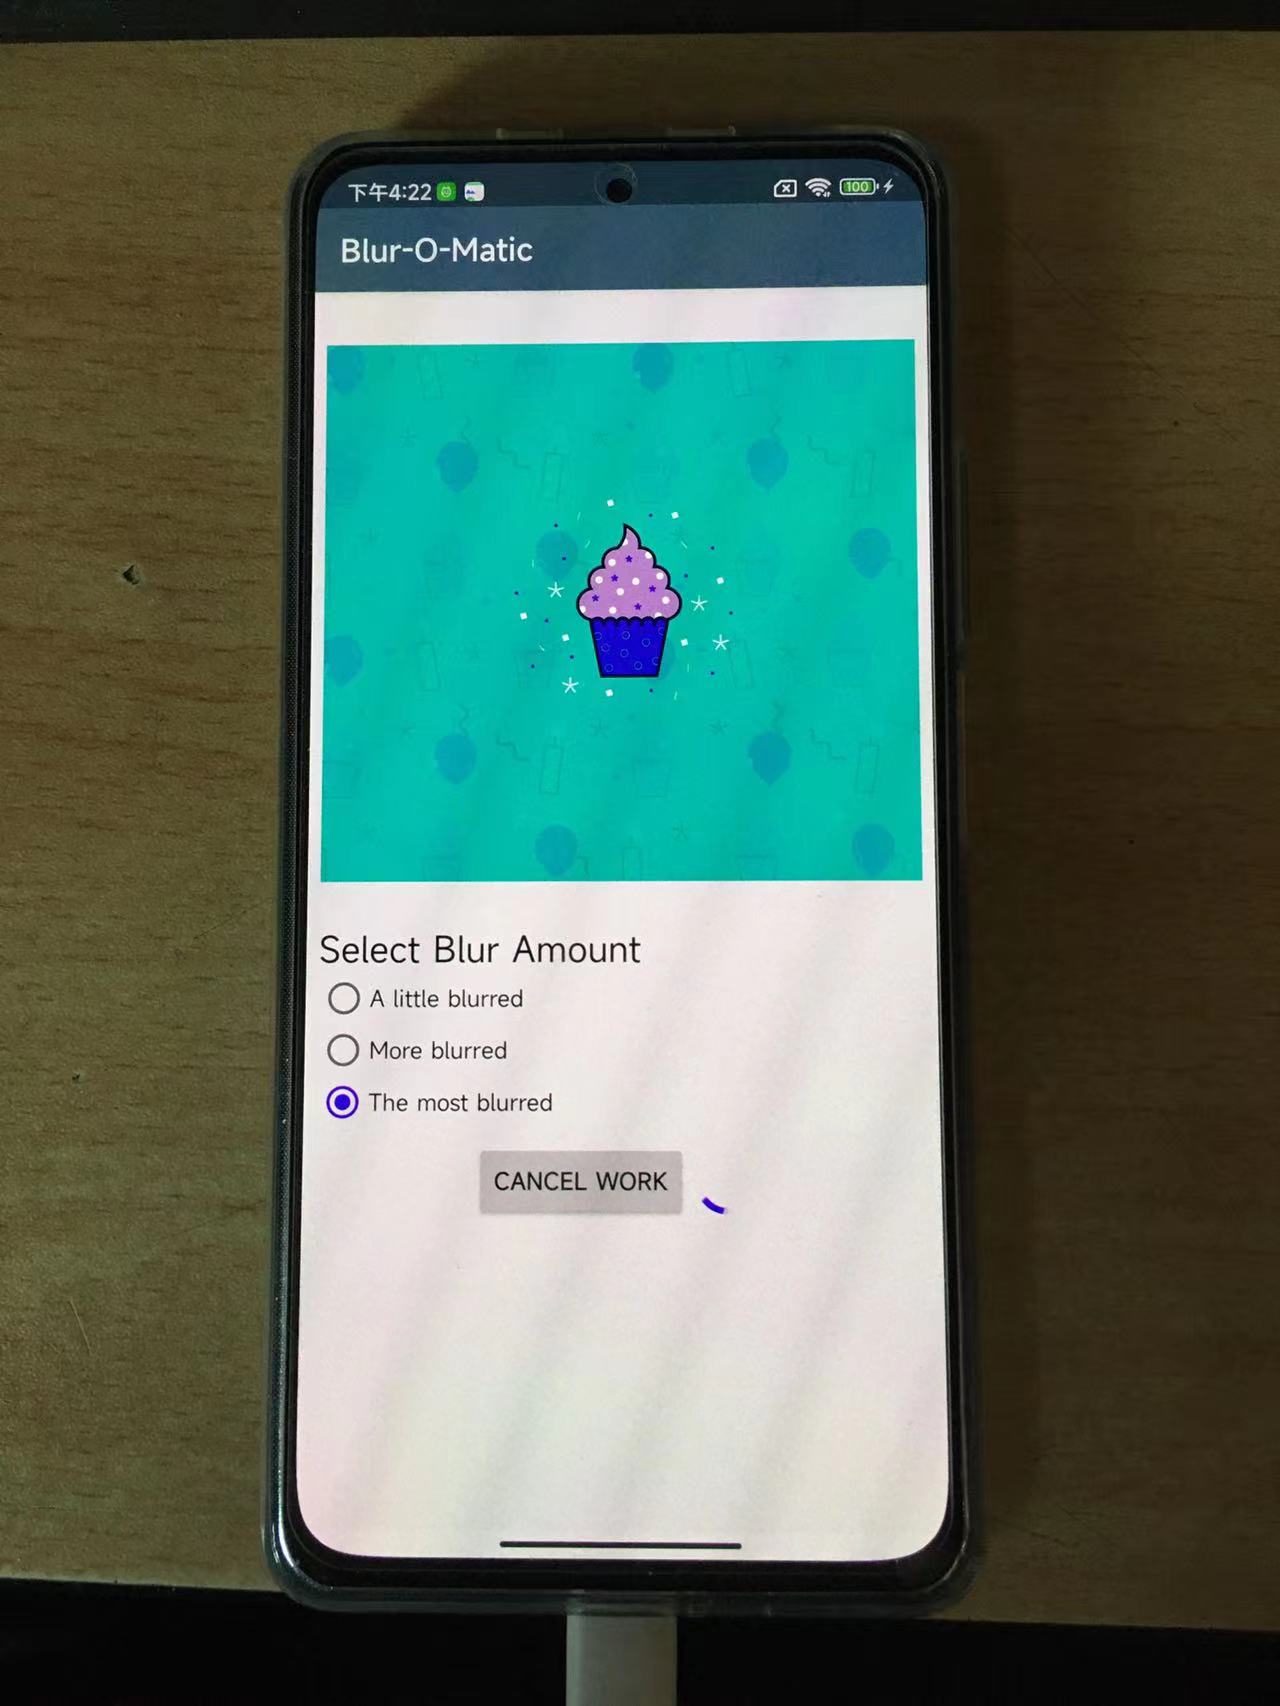 下午4:22
100
Blur-O-Matic
Select Blur Amount
A little blurred
More blurred
The most blurred
CANCEL WORK